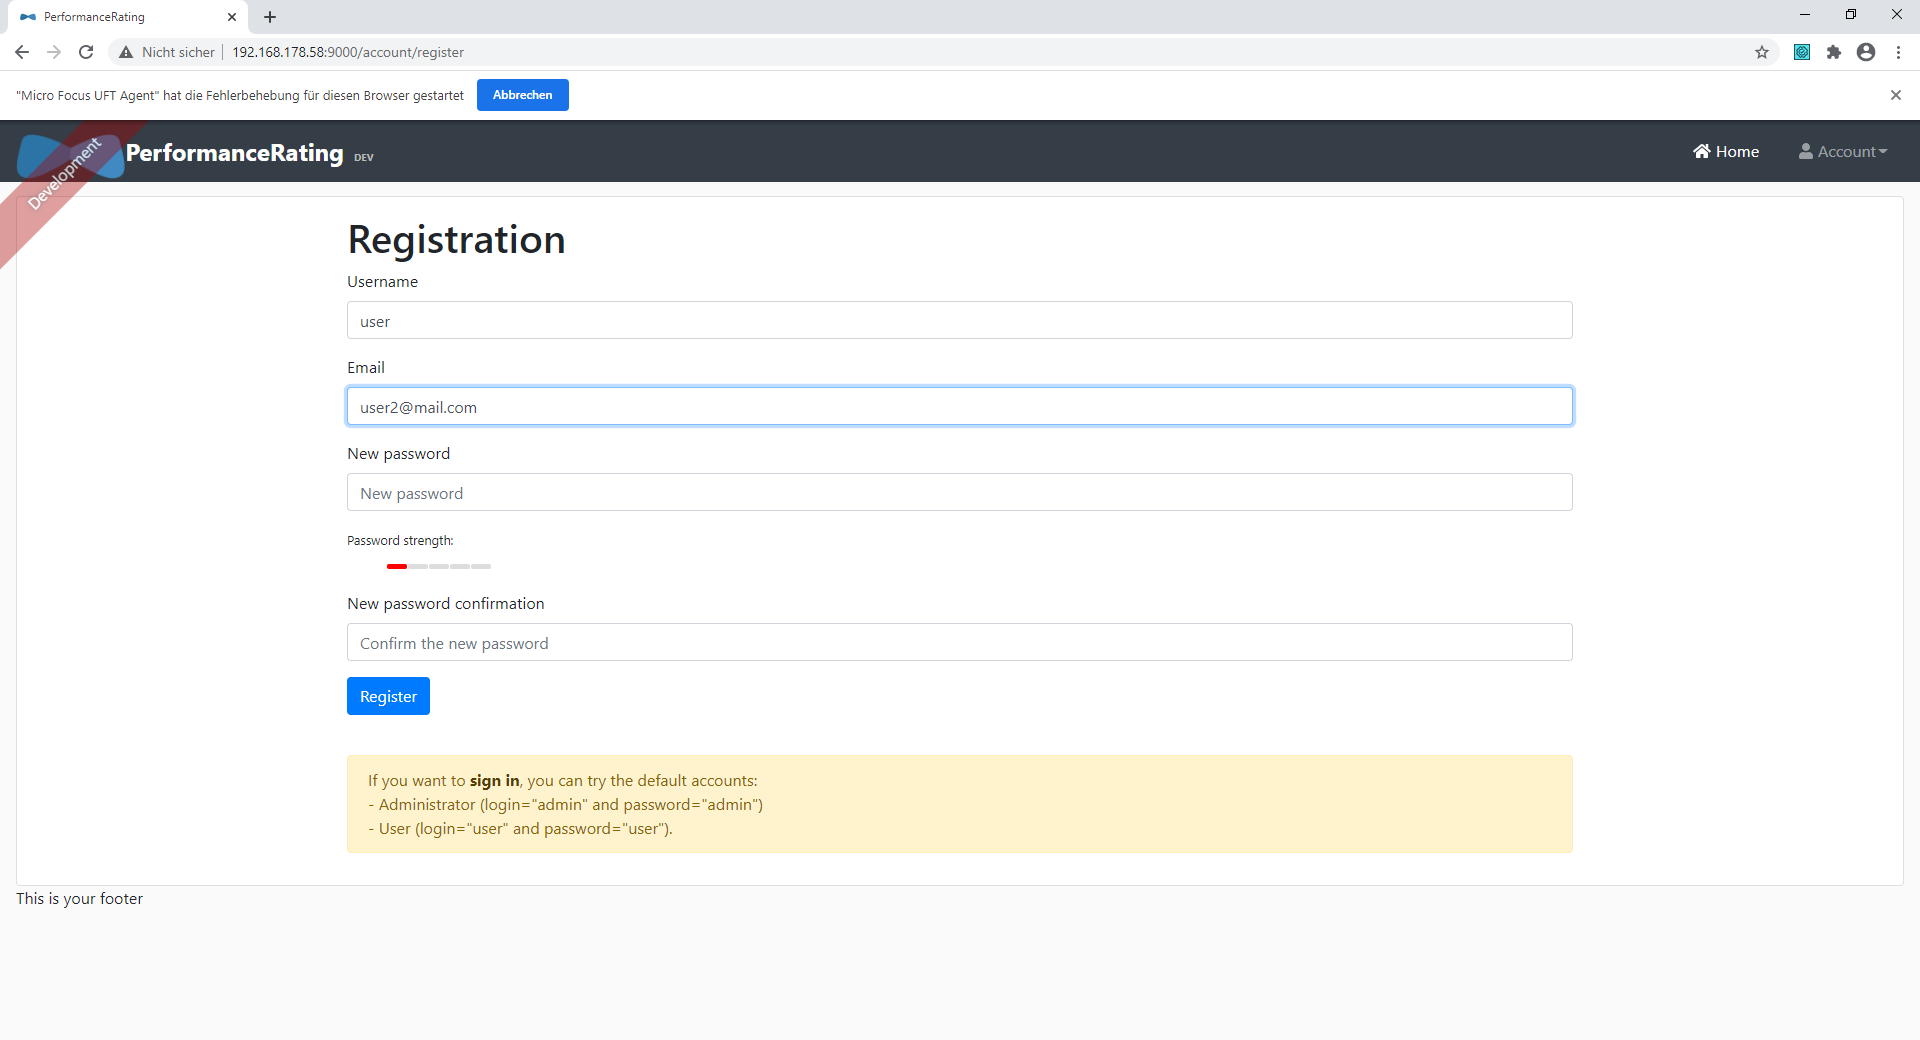 PerformanceRating
Nicht sicher 192.168.178.58:9000/account/register
"Micro Focus UFT Agent" hat die Fehlerbehebung für diesen Browser gestartet Abbrechen
Development
PerformanceRating DEV Home Account
Registration
Username
user
Email
user2@mail.com
New password
New password
Password strength:
New password confirmation
Confirm the new password
Register
If you want to sign in, you can try the default accounts:
- Administrator (login="admin" and password="admin")
- User (login="user" and password="user").
This is your footer